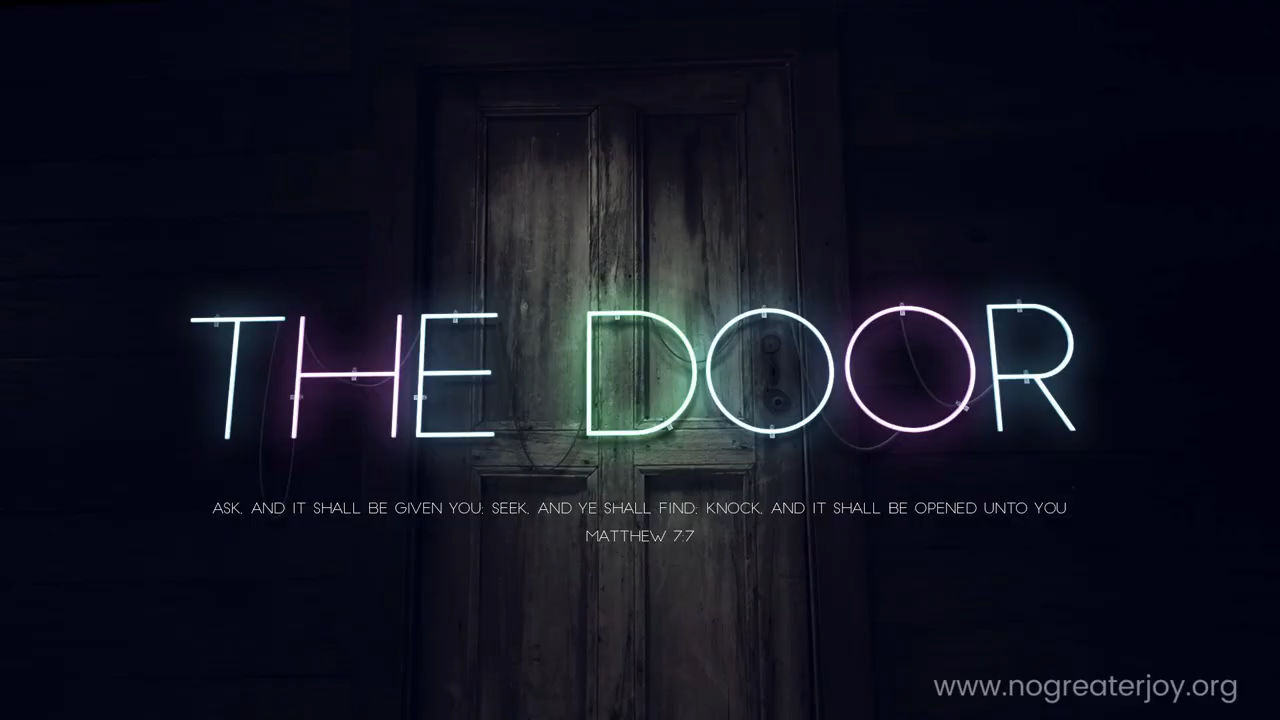 THE DOOR
ASK, AND IT SHALL BE GIVEN YOU; SEEK, AND YE SHALL FIND; KNOCK, AND IT SHALL BE OPENED UNTO YOU
MATTHEW 7:7
www.nogreaterjoy.org